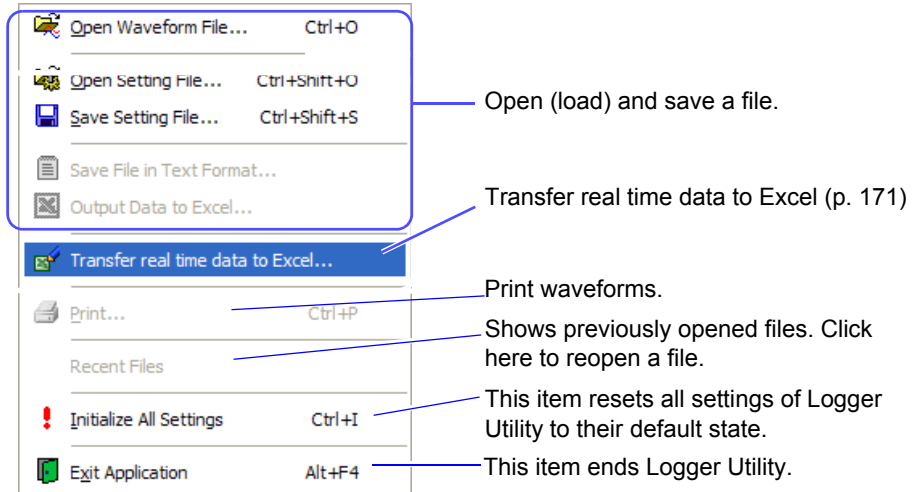 Open Waveform File... Ctrl+O
Open Setting File... Ctrl+Shift+O
Save Setting File... Ctrl+Shift+S
Open (load) and save a file.
Save File in Text Format...
Output Data to Excel...
Transfer real time data to Excel (p. 171)
Transfer real time data to Excel...
Print... Ctrl+P
Print waveforms.
Recent Files
Shows previously opened files. Click
here to reopen a file.
Initialize All Settings Ctrl+I
This item resets all settings of Logger
Utility to their default state.
Exit Application Alt+F4
This item ends Logger Utility.